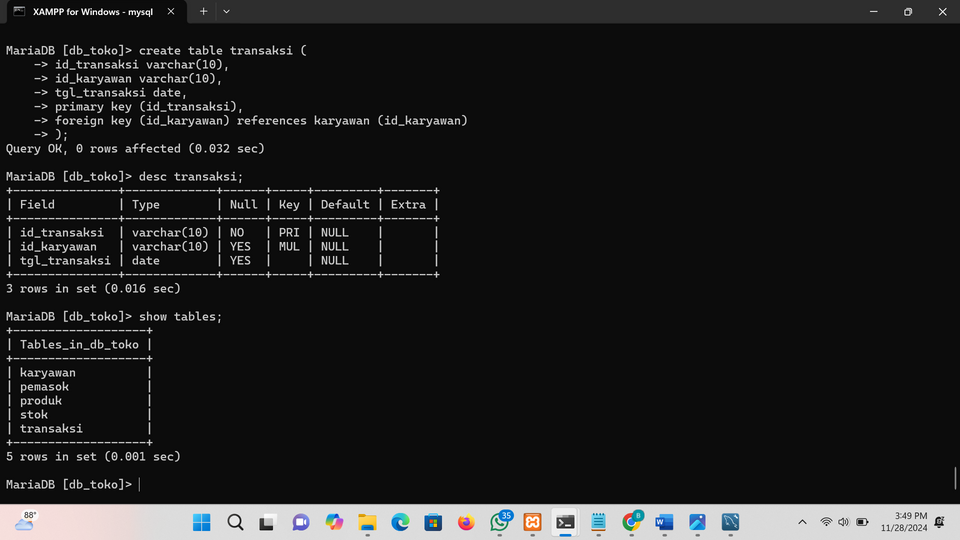 XAMPP for Windows - mysql
MariaDB [db_toko]> create table transaksi (
    -> id_transaksi varchar(10),
    -> id_karyawan varchar(10),
    -> tgl_transaksi date,
    -> primary key (id_transaksi),
    -> foreign key (id_karyawan) references karyawan (id_karyawan)
    -> );
Query OK, 0 rows affected (0.032 sec)
MariaDB [db_toko]> desc transaksi;
+---------------+-------------+------+-----+---------+-------+
| Field         | Type        | Null | Key | Default | Extra |
+---------------+-------------+------+-----+---------+-------+
| id_transaksi  | varchar(10) | NO   | PRI | NULL    |       |
| id_karyawan   | varchar(10) | YES  | MUL | NULL    |       |
| tgl_transaksi | date        | YES  |     | NULL    |       |
+---------------+-------------+------+-----+---------+-------+
3 rows in set (0.016 sec)
MariaDB [db_toko]> show tables;
+-------------------+
| Tables_in_db_toko |
+-------------------+
| karyawan          |
| pemasok           |
| produk            |
| stok              |
| transaksi         |
+-------------------+
5 rows in set (0.001 sec)
MariaDB [db_toko]>
88°
35
B
W
3:49 PM
11/28/2024